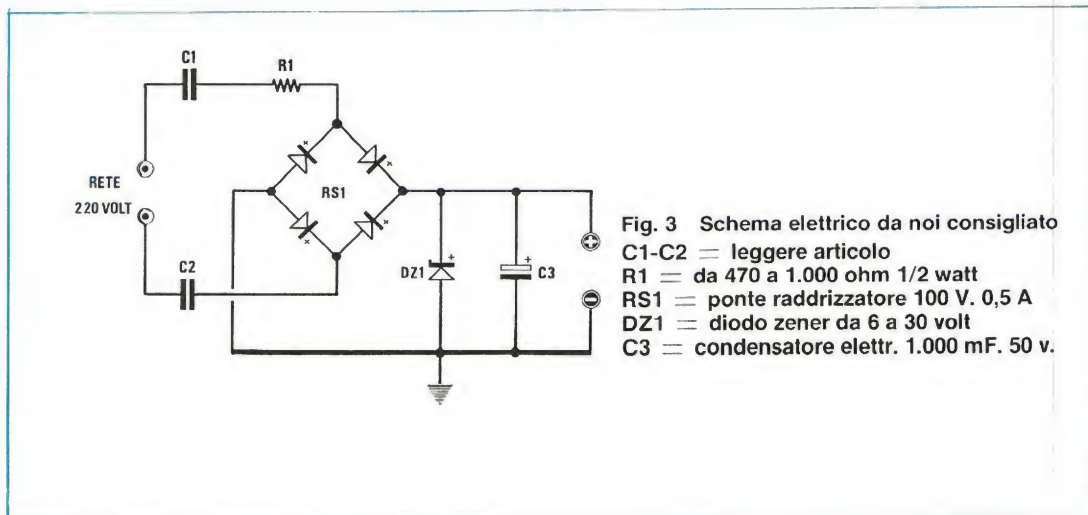 C1
R1
RETE
220 VOLT
RS1
C2
DZ1
+
C3
+
Fig. 3 Schema elettrico da noi consigliato
C1-C2 = leggere articolo
R1 = da 470 a 1.000 ohm 1/2 watt
RS1 = ponte raddrizzatore 100 V. 0,5 A
DZ1 = diodo zener da 6 a 30 volt
C3 = condensatore elettr. 1.000 mF. 50 v.